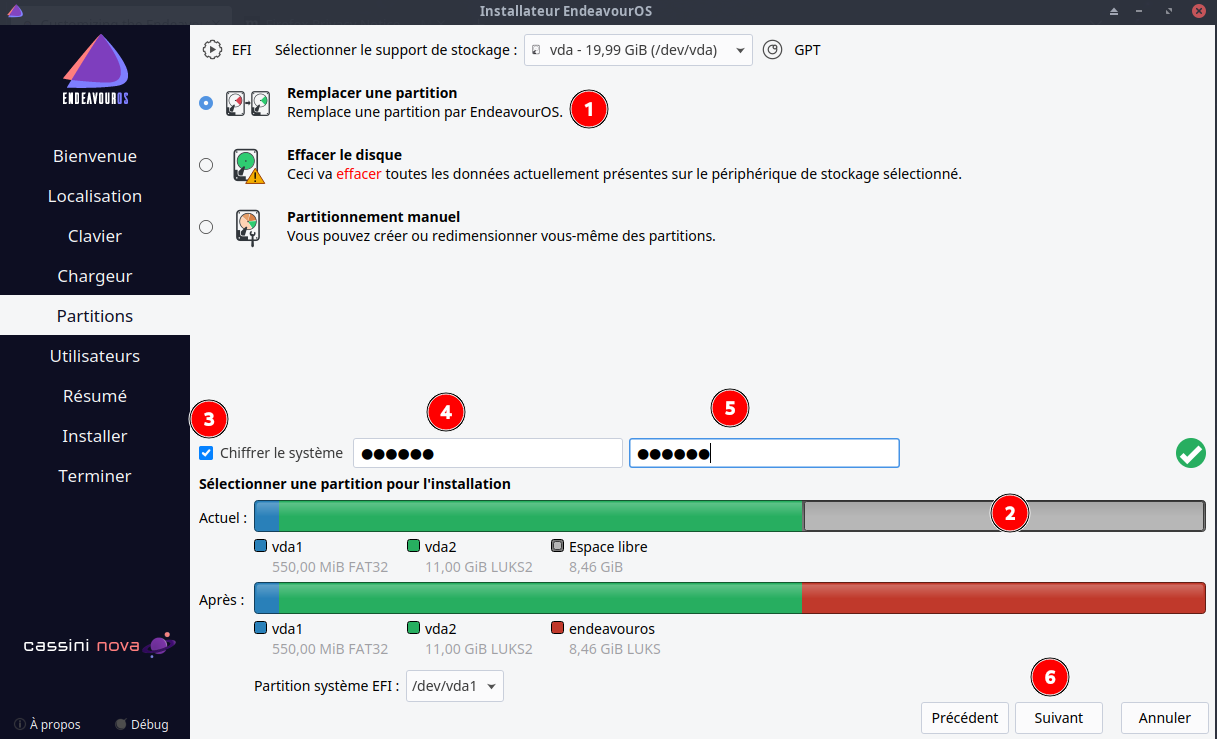 Installateur EndeavourOS
ENDEAVOUROS
EFI Sélectionner le support de stockage : vda - 19,99 GiB (/dev/vda) GPT
Remplacer une partition
Remplace une partition par EndeavourOS.
1
Effacer le disque
Ceci va effacer toutes les données actuellement présentes sur le périphérique de stockage sélectionné.
Partitionnement manuel
Vous pouvez créer ou redimensionner vous-même des partitions.
Bienvenue
Localisation
Clavier
Chargeur
Partitions
Utilisateurs
Résumé
Installer
Terminer
3
4
5
Chiffrer le système ●●●●●● ●●●●●●
Sélectionner une partition pour l'installation
Actuel :
2
vda1 vda2 Espace libre
550,00 MiB FAT32 11,00 GiB LUKS2 8,46 GiB
Après :
vda1 vda2 endeavouros
550,00 MiB FAT32 11,00 GiB LUKS2 8,46 GiB LUKS
cassini nova
Partition système EFI : /dev/vda1
6
À propos Débug
Précédent Suivant Annuler